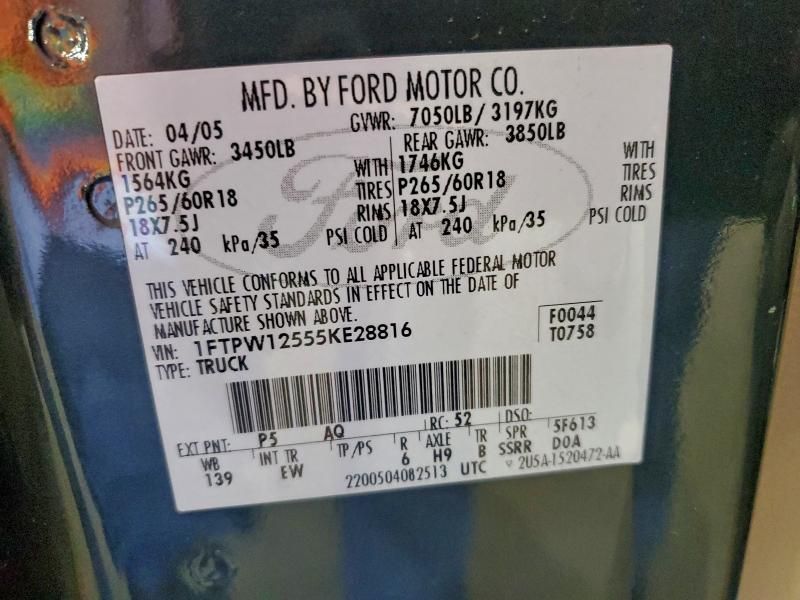 MFD. BY FORD MOTOR CO.
DATE: 04/05 GVWR: 7050LB/ 3197KG
FRONT GAWR: 3450LB REAR GAWR: 3850LB
1564KG WITH 1746KG WITH
P265/60R18 TIRES P265/60R18 TIRES
18X7.5J RIMS 18X7.5J RIMS
AT 240 kPa/35 PSI COLD AT 240 kPa/35 PSI COLD
Ford
THIS VEHICLE CONFORMS TO ALL APPLICABLE FEDERAL MOTOR
VEHICLE SAFETY STANDARDS IN EFFECT ON THE DATE OF
MANUFACTURE SHOWN ABOVE.
VIN: 1FTPW12555KE28816 F0044
TYPE: TRUCK T0758
EXT PNT: P5 AQ RC: 52 DSO:
WB INT TR TP/PS R AXLE TR SPR 5F613
139 EW 6 H9 B SSRR DOA
2200504082513 UTC 2U5A-1520472-AA